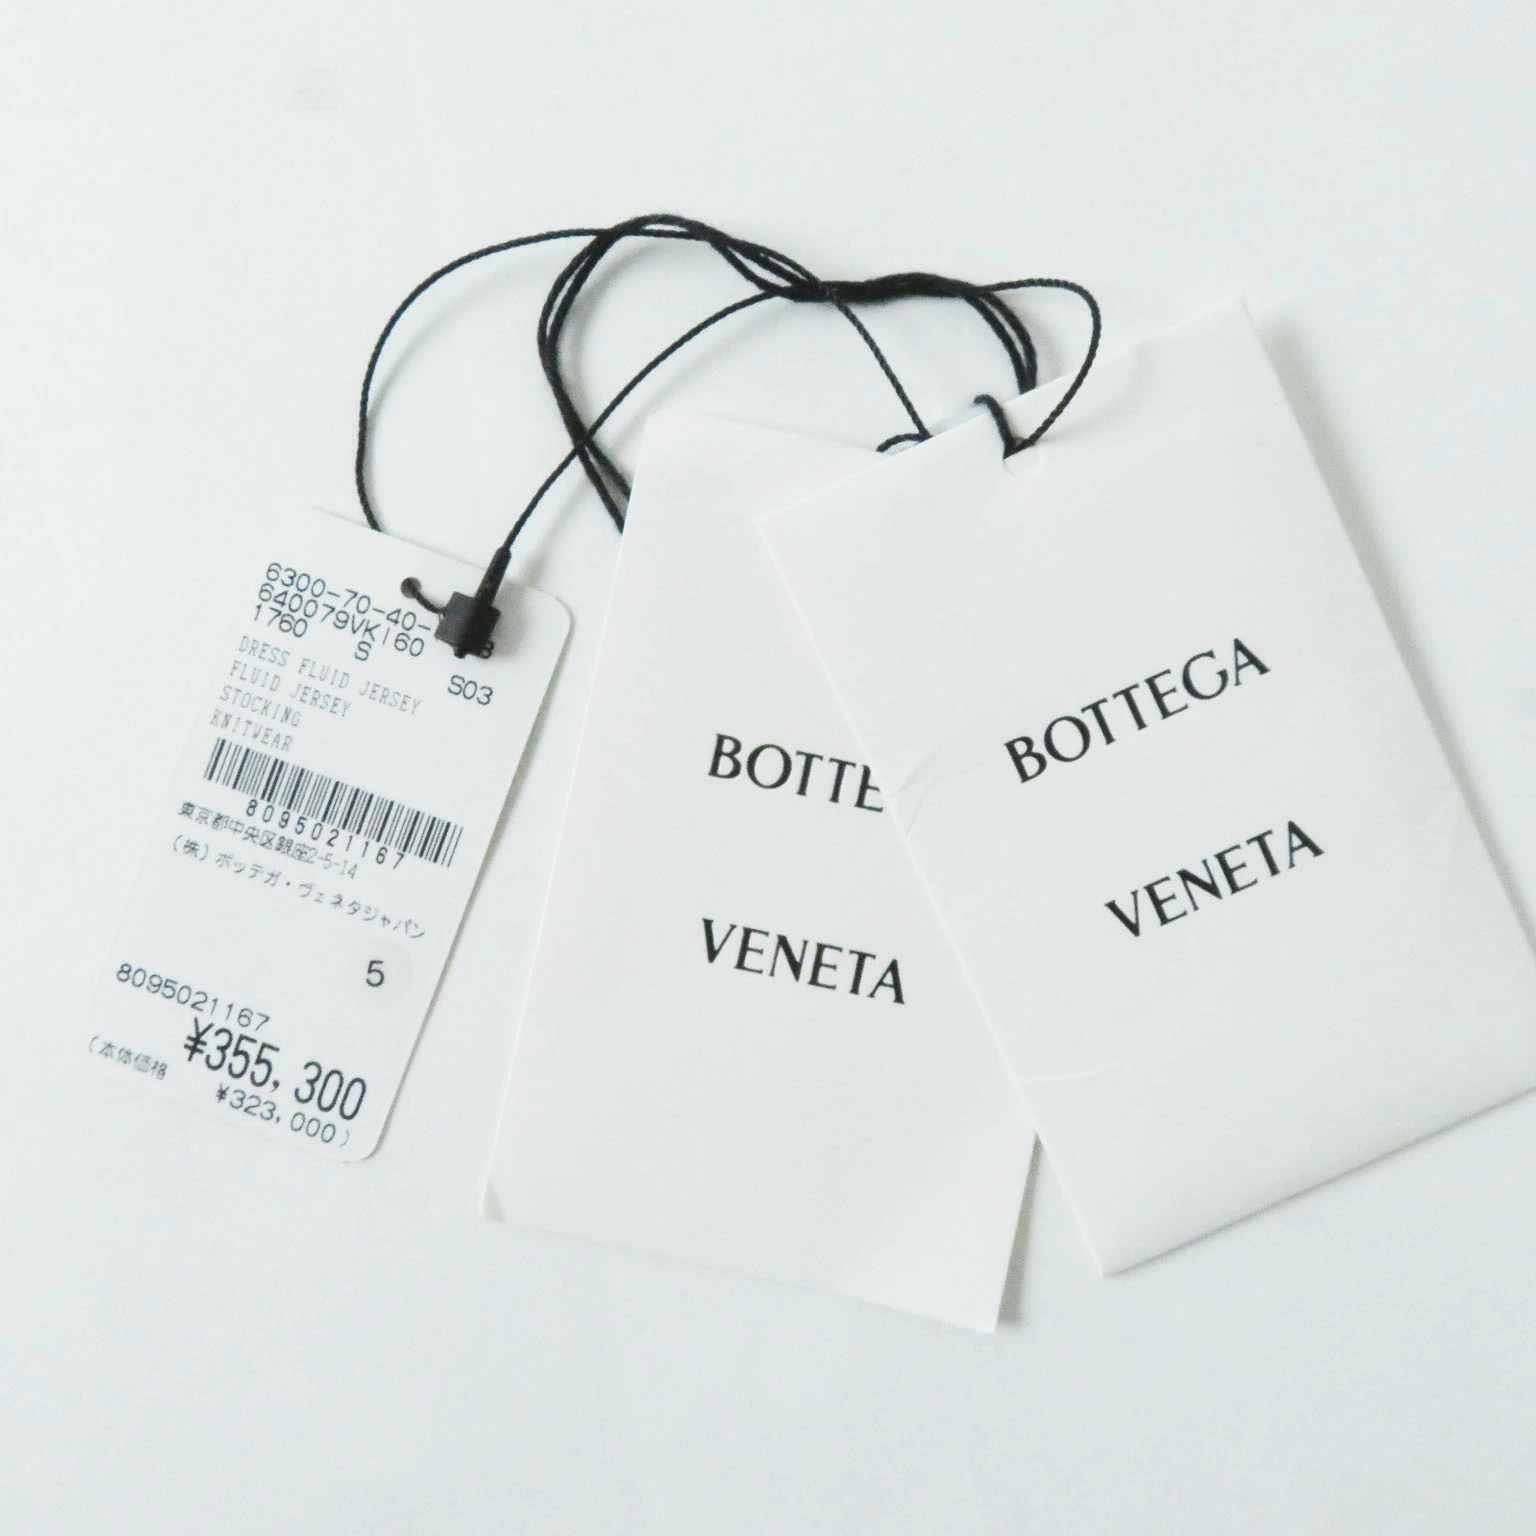 6300-70-40-
640079VKI60
1760 S
S03
DRESS FLUID JERSEY
FLUID JERSEY
STOCKING
KNITWEAR
8095021167
東京都中央区銀座2-5-14
(株)ボッテガ・ヴェネタジャパン
5
8095021167
¥355,300
(本体価格 ¥323,000)
BOTTE
VENETA
BOTTEGA
VENETA